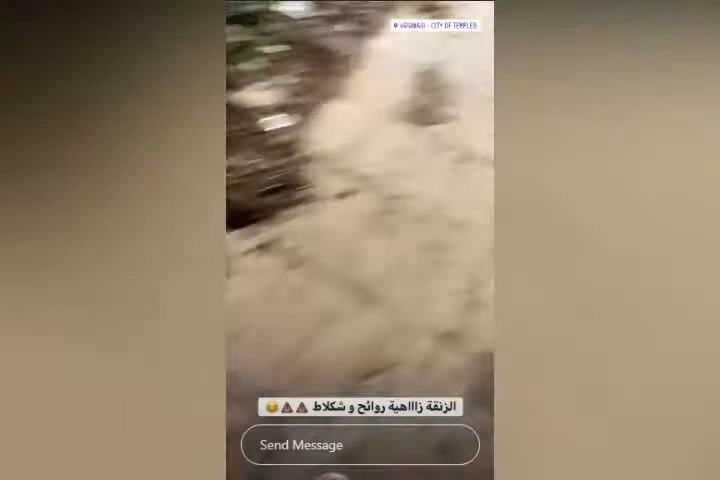 VARANASI - CITY OF TEMPLES
الزنقة زاااهية روائح و شكلاط
Send Message